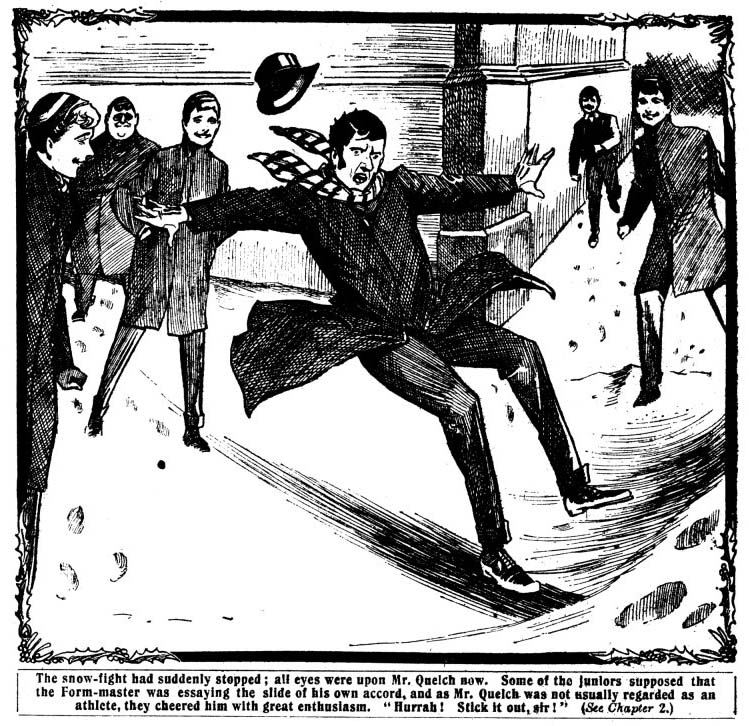 The snow-fight had suddenly stopped; all eyes were upon Mr. Quelch now. Some of the juniors supposed that
the Form-master was essaying the slide of his own accord, and as Mr. Quelch was not usually regarded as an
athlete, they cheered him with great enthusiasm. "Hurrah! Stick it out, sir!" (See Chapter 2.)